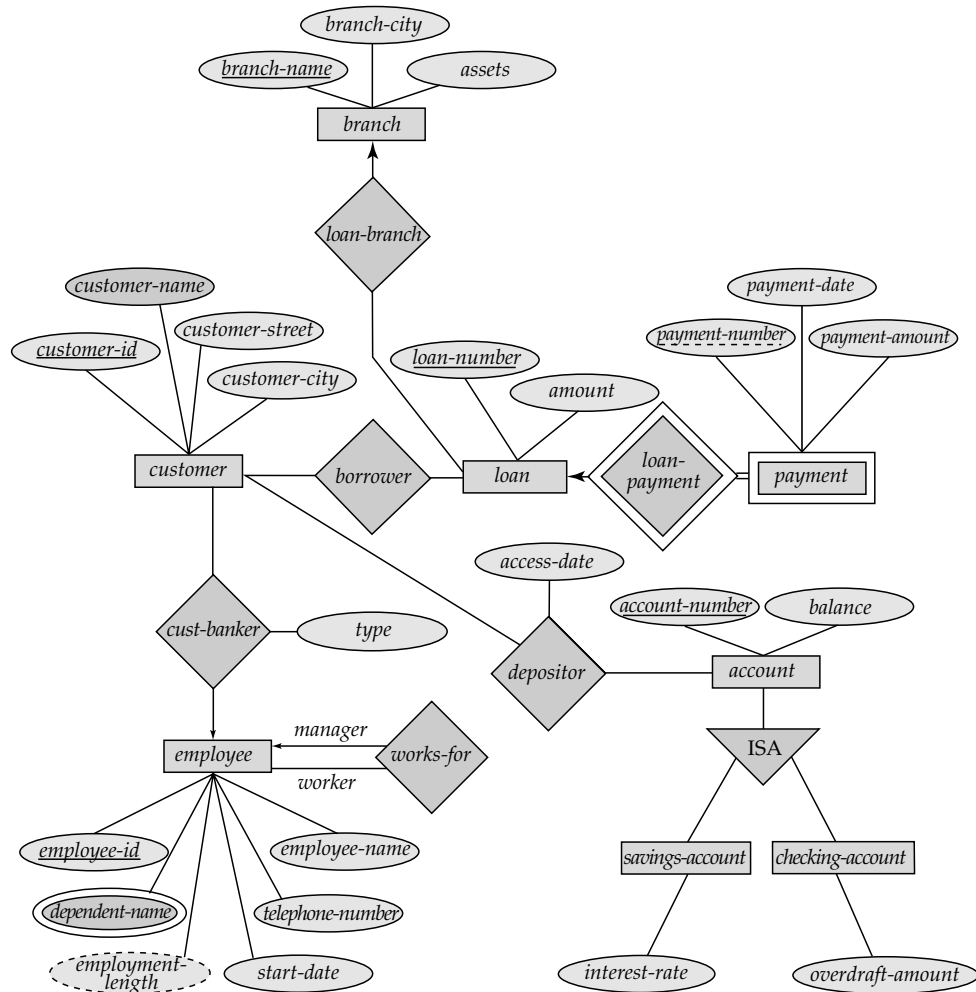 branch-city
branch-name
assets
branch
loan-branch
customer-name
customer-street
customer-id
customer-city
loan-number
amount
payment-date
payment-number
payment-amount
customer
borrower
loan
loan-
payment
payment
access-date
cust-banker
type
depositor
account-number
balance
account
manager
employee
works-for
worker
ISA
employee-id
employee-name
dependent-name
telephone-number
employment-
length
start-date
savings-account
checking-account
interest-rate
overdraft-amount